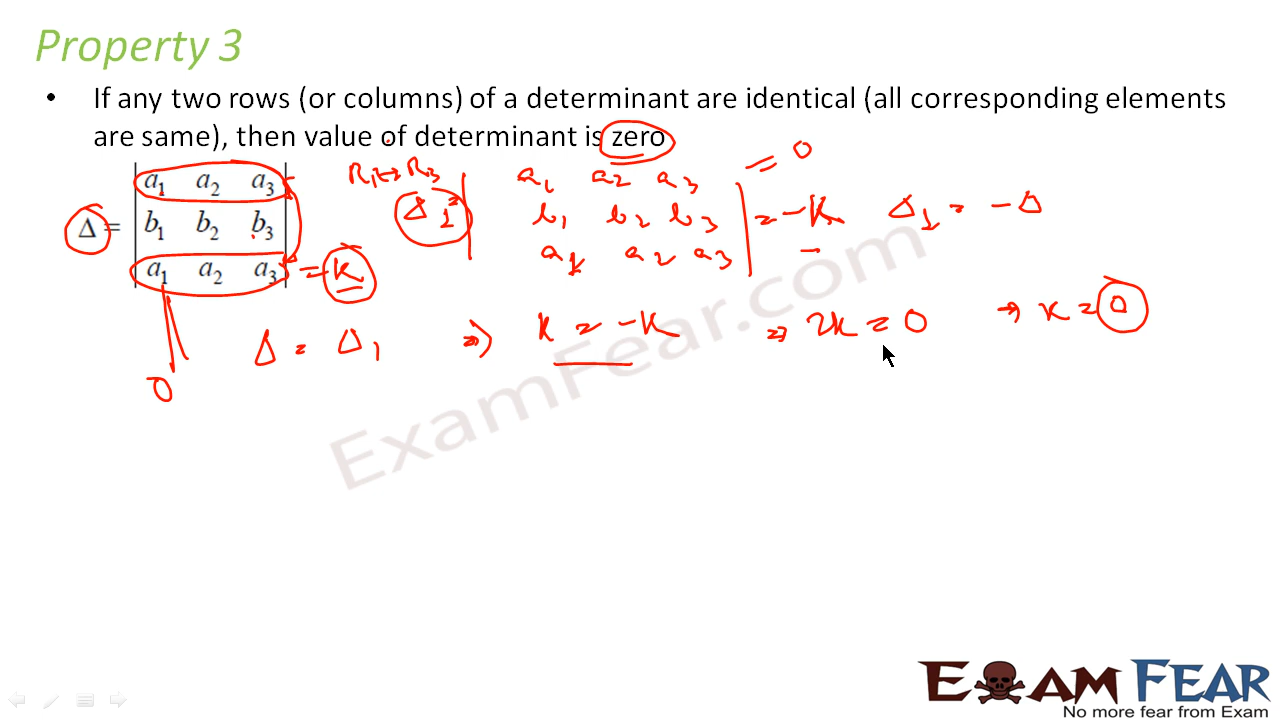 Property 3
• If any two rows (or columns) of a determinant are identical (all corresponding elements
are same), then value of determinant is zero
= 0
R₁↔R₃
a₁ a₂ a₃
a₁ a₂ a₃
Δ = b₁ b₂ b₃
Δ₁ = b₁ b₂ b₃ = -K Δ₁ = -Δ
a₁ a₂ a₃ = K
a₁ a₂ a₃
Δ = Δ₁ ⇒ K = -K ⇒ 2K = 0 ⇒ K = 0
0
ExamFear.com
EXAM FEAR
No more fear from Exam